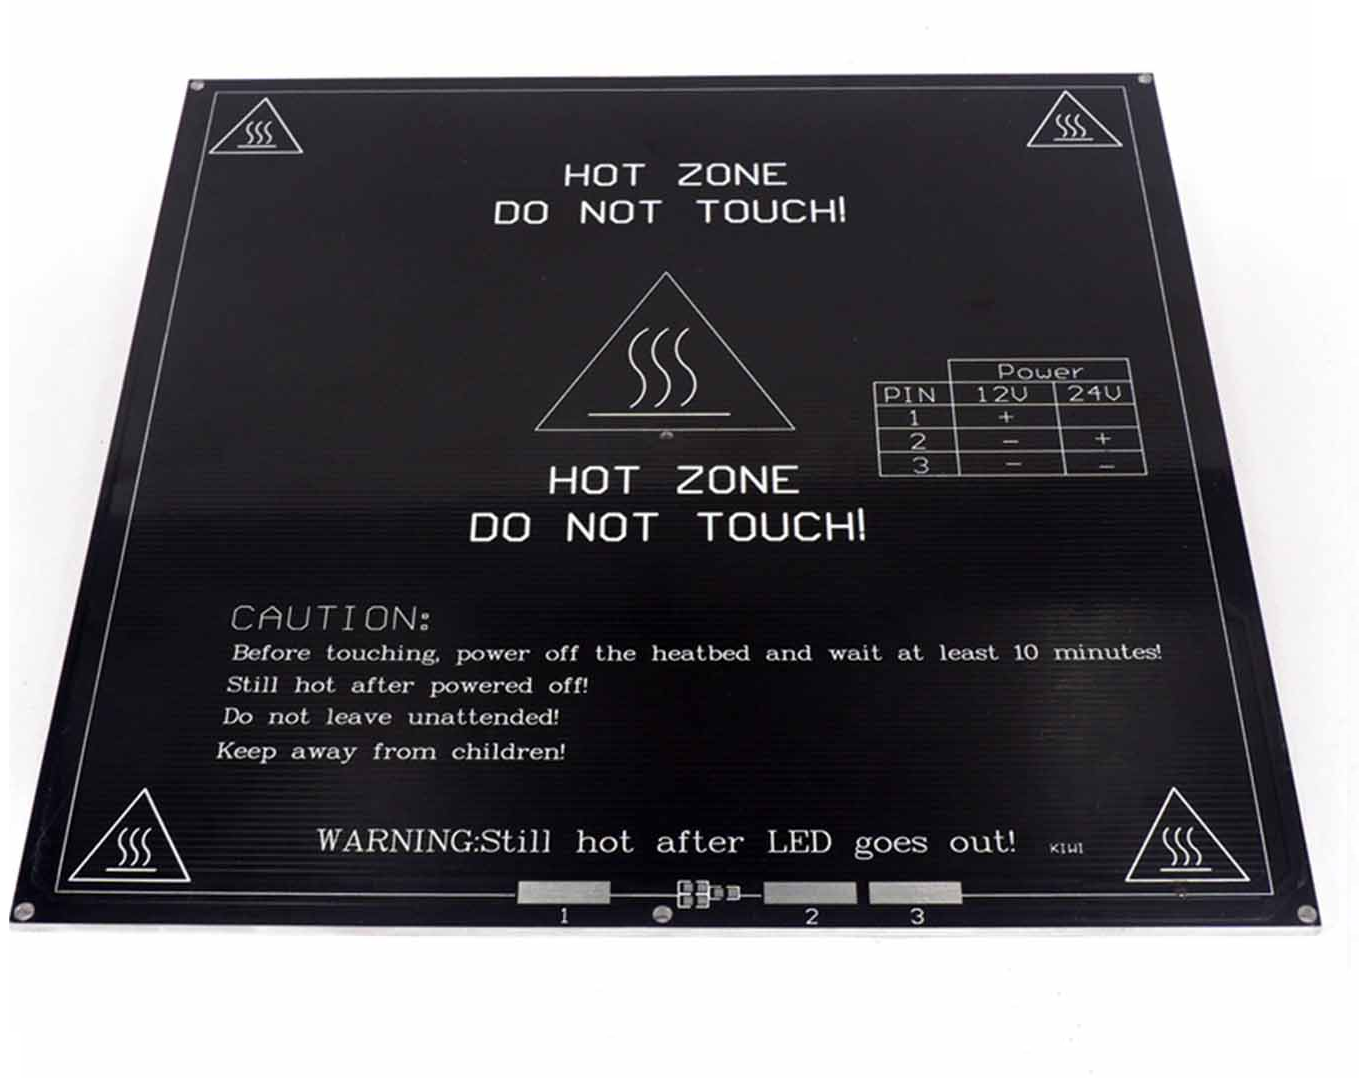 HOT ZONE
DO NOT TOUCH!
Power
PIN 12V 24V
1 +
2 - +
3 - -
HOT ZONE
DO NOT TOUCH!
CAUTION:
Before touching, power off the heatbed and wait at least 10 minutes!
Still hot after powered off!
Do not leave unattended!
Keep away from children!
WARNING:Still hot after LED goes out! KIWI
1 2 3